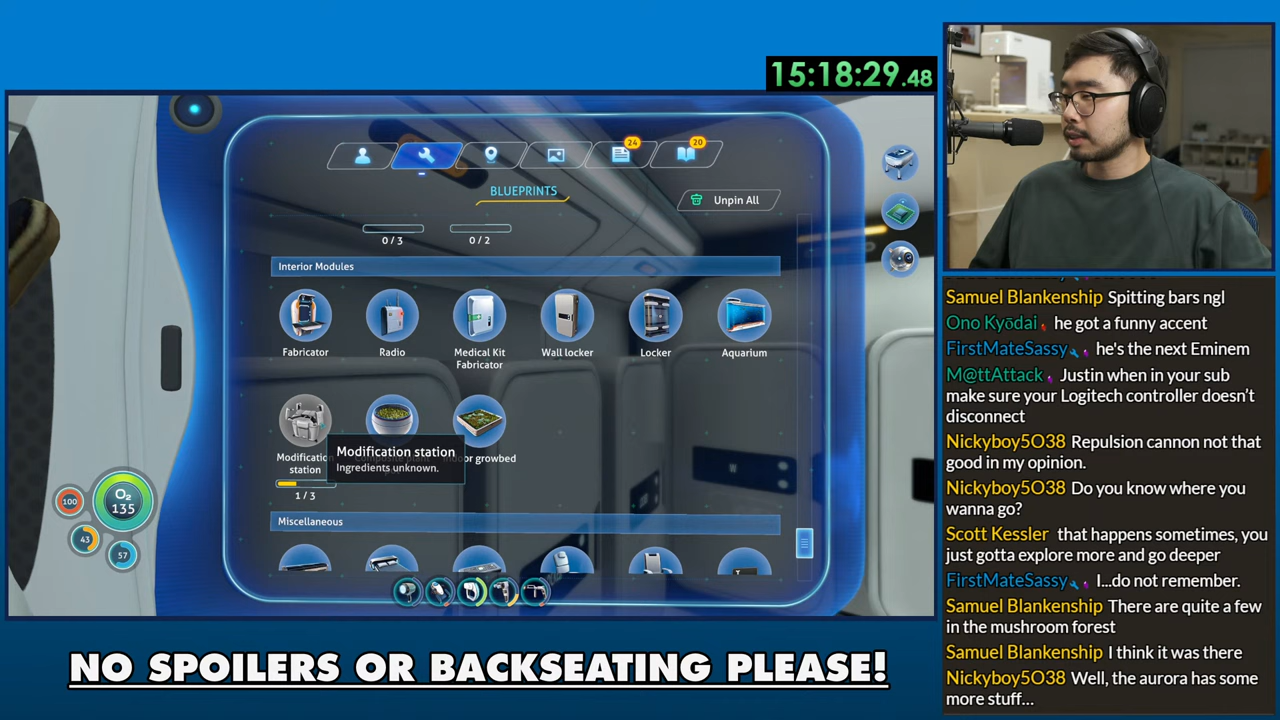 15:18:29.48
24
20
BLUEPRINTS
Unpin All
0 / 3
0 / 2
Interior Modules
Fabricator
Radio
Medical Kit
Fabricator
Wall locker
Locker
Aquarium
Modification
station
Modification station
Ingredients unknown.
or growbed
1 / 3
Miscellaneous
100
O₂
135
43
57
NO SPOILERS OR BACKSEATING PLEASE!
Samuel Blankenship Spitting bars ngl
Ono Kyōdai he got a funny accent
FirstMateSassy he's the next Eminem
M@ttAttack Justin when in your sub
make sure your Logitech controller doesn't
disconnect
Nickyboy5O38 Repulsion cannon not that
good in my opinion.
Nickyboy5O38 Do you know where you
wanna go?
Scott Kessler that happens sometimes, you
just gotta explore more and go deeper
FirstMateSassy I...do not remember.
Samuel Blankenship There are quite a few
in the mushroom forest
Samuel Blankenship I think it was there
Nickyboy5O38 Well, the aurora has some
more stuff...